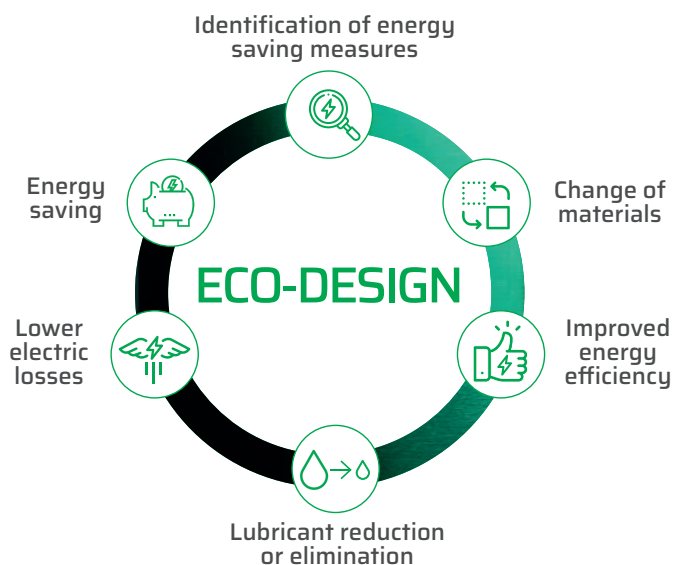 Identification of energy
saving measures
Change of
materials
Improved
energy
efficiency
Lubricant reduction
or elimination
Lower
electric
losses
Energy
saving
ECO-DESIGN